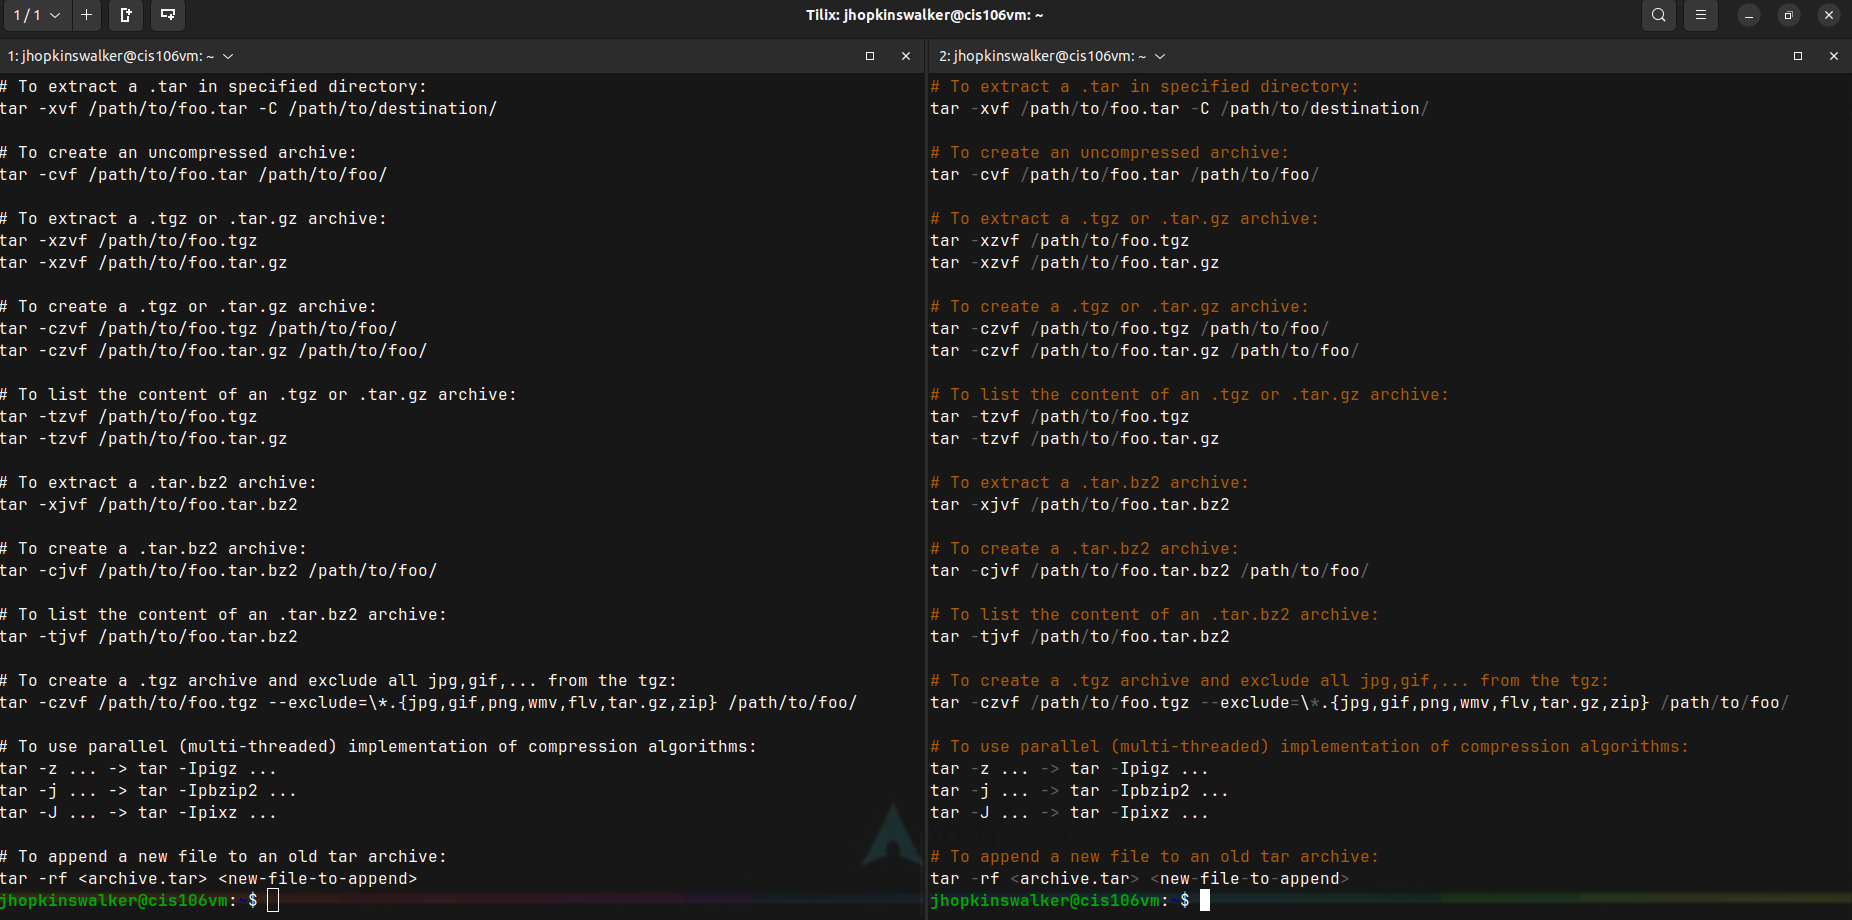 1 / 1
Tilix: jhopkinswalker@cis106vm: ~
1: jhopkinswalker@cis106vm: ~
# To extract a .tar in specified directory:
tar -xvf /path/to/foo.tar -C /path/to/destination/
# To create an uncompressed archive:
tar -cvf /path/to/foo.tar /path/to/foo/
# To extract a .tgz or .tar.gz archive:
tar -xzvf /path/to/foo.tgz
tar -xzvf /path/to/foo.tar.gz
# To create a .tgz or .tar.gz archive:
tar -czvf /path/to/foo.tgz /path/to/foo/
tar -czvf /path/to/foo.tar.gz /path/to/foo/
# To list the content of an .tgz or .tar.gz archive:
tar -tzvf /path/to/foo.tgz
tar -tzvf /path/to/foo.tar.gz
# To extract a .tar.bz2 archive:
tar -xjvf /path/to/foo.tar.bz2
# To create a .tar.bz2 archive:
tar -cjvf /path/to/foo.tar.bz2 /path/to/foo/
# To list the content of an .tar.bz2 archive:
tar -tjvf /path/to/foo.tar.bz2
# To create a .tgz archive and exclude all jpg,gif,... from the tgz:
tar -czvf /path/to/foo.tgz --exclude=\*.{jpg,gif,png,wmv,flv,tar.gz,zip} /path/to/foo/
# To use parallel (multi-threaded) implementation of compression algorithms:
tar -z ... -> tar -Ipigz ...
tar -j ... -> tar -Ipbzip2 ...
tar -J ... -> tar -Ipixz ...
# To append a new file to an old tar archive:
tar -rf <archive.tar> <new-file-to-append>
jhopkinswalker@cis106vm:~$
2: jhopkinswalker@cis106vm: ~
# To extract a .tar in specified directory:
tar -xvf /path/to/foo.tar -C /path/to/destination/
# To create an uncompressed archive:
tar -cvf /path/to/foo.tar /path/to/foo/
# To extract a .tgz or .tar.gz archive:
tar -xzvf /path/to/foo.tgz
tar -xzvf /path/to/foo.tar.gz
# To create a .tgz or .tar.gz archive:
tar -czvf /path/to/foo.tgz /path/to/foo/
tar -czvf /path/to/foo.tar.gz /path/to/foo/
# To list the content of an .tgz or .tar.gz archive:
tar -tzvf /path/to/foo.tgz
tar -tzvf /path/to/foo.tar.gz
# To extract a .tar.bz2 archive:
tar -xjvf /path/to/foo.tar.bz2
# To create a .tar.bz2 archive:
tar -cjvf /path/to/foo.tar.bz2 /path/to/foo/
# To list the content of an .tar.bz2 archive:
tar -tjvf /path/to/foo.tar.bz2
# To create a .tgz archive and exclude all jpg,gif,... from the tgz:
tar -czvf /path/to/foo.tgz --exclude=\*.{jpg,gif,png,wmv,flv,tar.gz,zip} /path/to/foo/
# To use parallel (multi-threaded) implementation of compression algorithms:
tar -z ... -> tar -Ipigz ...
tar -j ... -> tar -Ipbzip2 ...
tar -J ... -> tar -Ipixz ...
# To append a new file to an old tar archive:
tar -rf <archive.tar> <new-file-to-append>
jhopkinswalker@cis106vm:~$